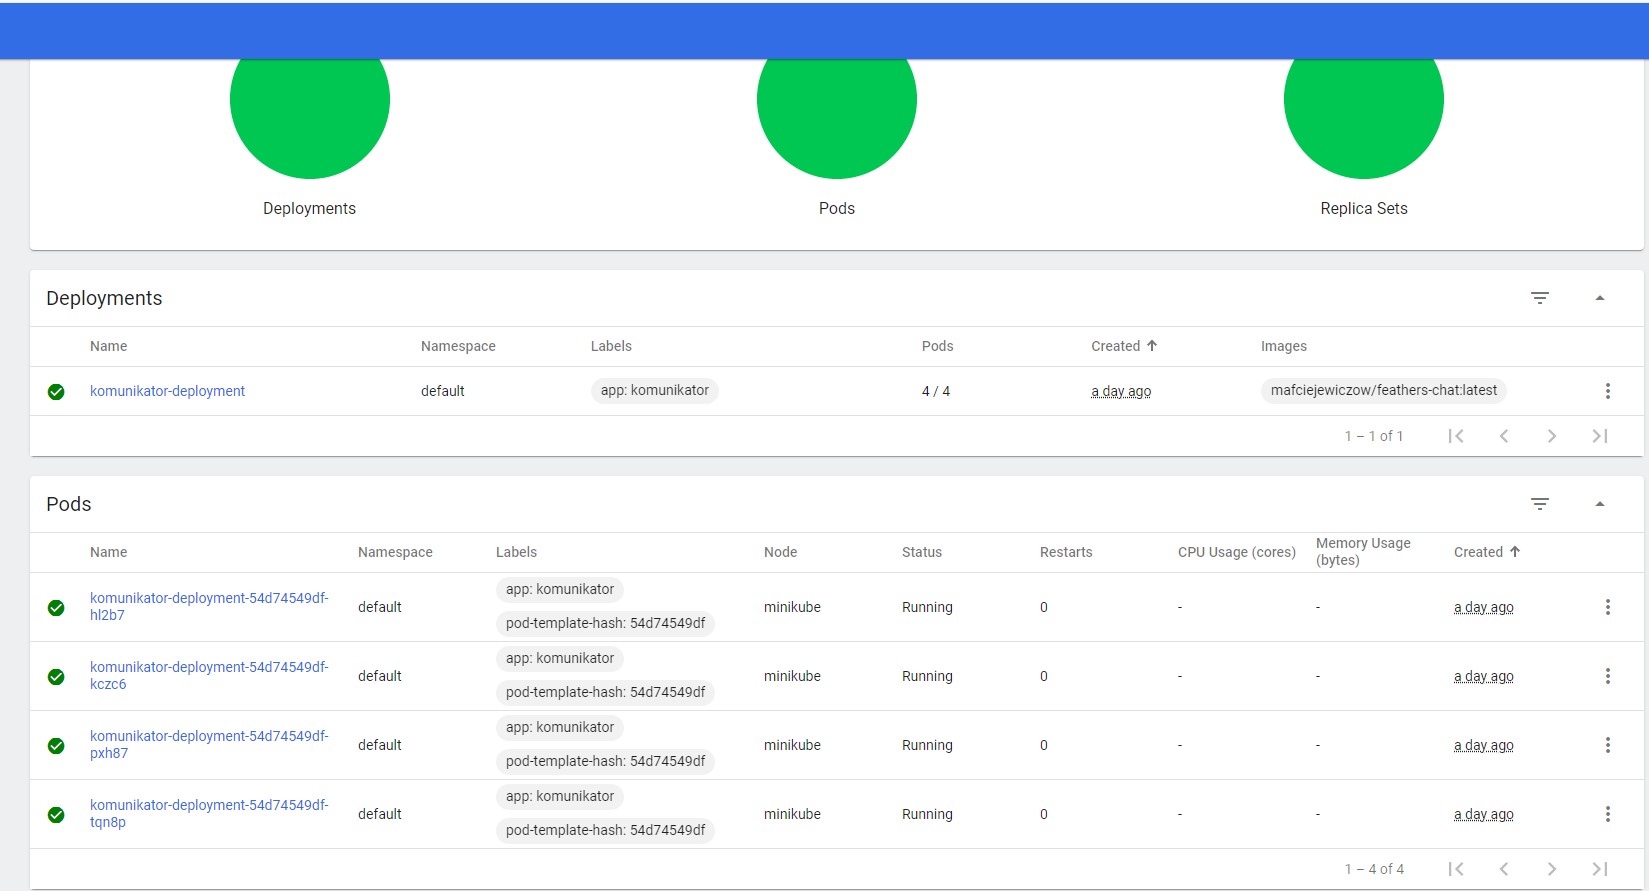 Deployments Pods Replica Sets
Deployments
Name Namespace Labels Pods Created Images
komunikator-deployment default app: komunikator 4 / 4 a day ago mafciejewiczow/feathers-chat:latest
1 – 1 of 1
Pods
Name Namespace Labels Node Status Restarts CPU Usage (cores) Memory Usage (bytes) Created
komunikator-deployment-54d74549df-hl2b7 default app: komunikator pod-template-hash: 54d74549df minikube Running 0 - - a day ago
komunikator-deployment-54d74549df-kczc6 default app: komunikator pod-template-hash: 54d74549df minikube Running 0 - - a day ago
komunikator-deployment-54d74549df-pxh87 default app: komunikator pod-template-hash: 54d74549df minikube Running 0 - - a day ago
komunikator-deployment-54d74549df-tqn8p default app: komunikator pod-template-hash: 54d74549df minikube Running 0 - - a day ago
1 – 4 of 4